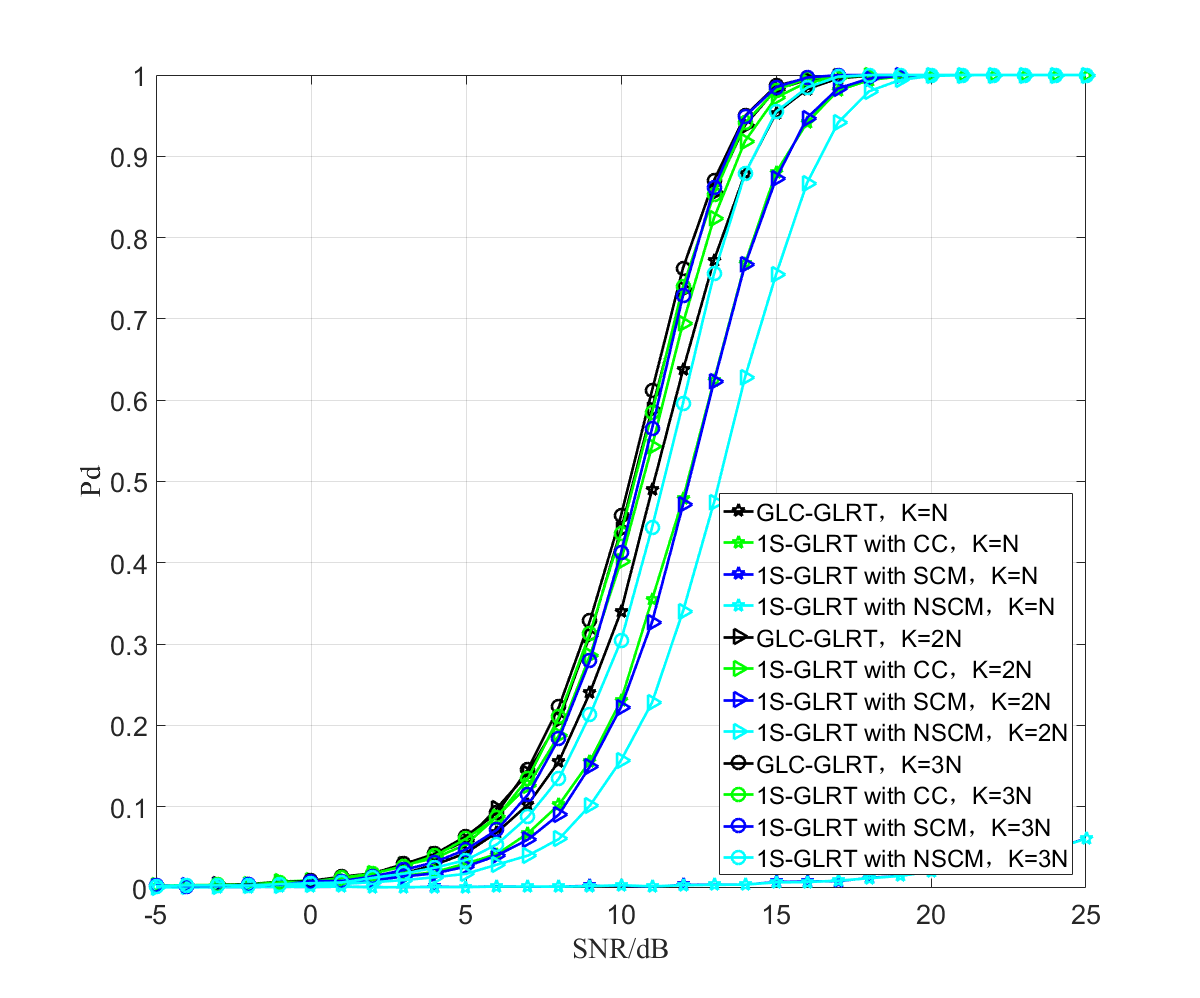 1
0.9
0.8
0.7
0.6
0.5
0.4
0.3
0.2
0.1
0
Pd
GLC-GLRT，K=N
1S-GLRT with CC，K=N
1S-GLRT with SCM，K=N
1S-GLRT with NSCM，K=N
GLC-GLRT，K=2N
1S-GLRT with CC，K=2N
1S-GLRT with SCM，K=2N
1S-GLRT with NSCM，K=2N
GLC-GLRT，K=3N
1S-GLRT with CC，K=3N
1S-GLRT with SCM，K=3N
1S-GLRT with NSCM，K=3N
-5 0 5 10 15 20 25
SNR/dB